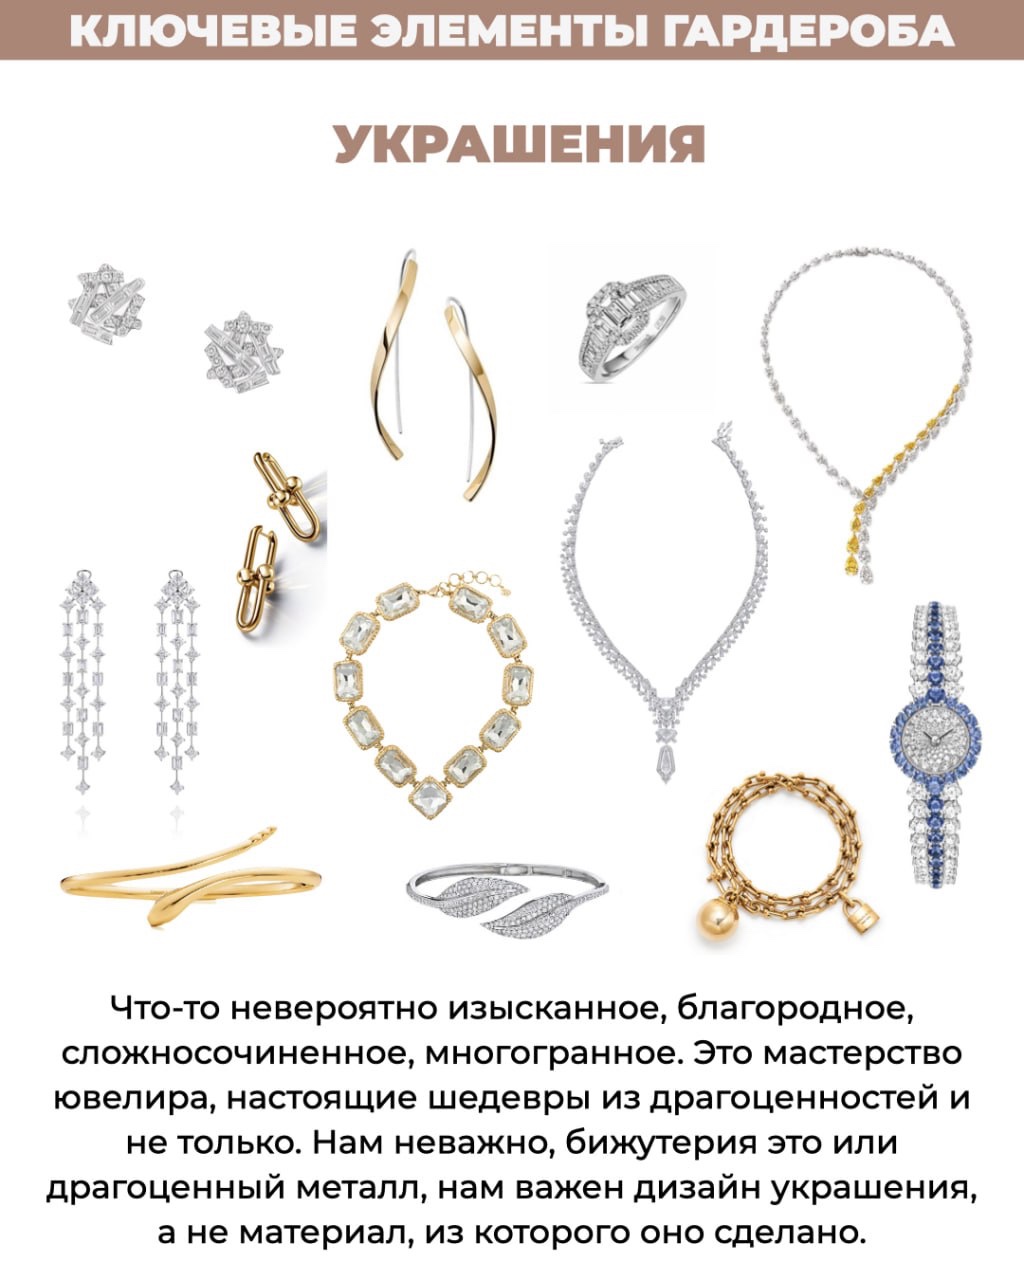 КЛЮЧЕВЫЕ ЭЛЕМЕНТЫ ГАРДЕРОБА
УКРАШЕНИЯ
Что-то невероятно изысканное, благородное,
сложносочиненное, многогранное. Это мастерство
ювелира, настоящие шедевры из драгоценностей и
не только. Нам неважно, бижутерия это или
драгоценный металл, нам важен дизайн украшения,
а не материал, из которого оно сделано.